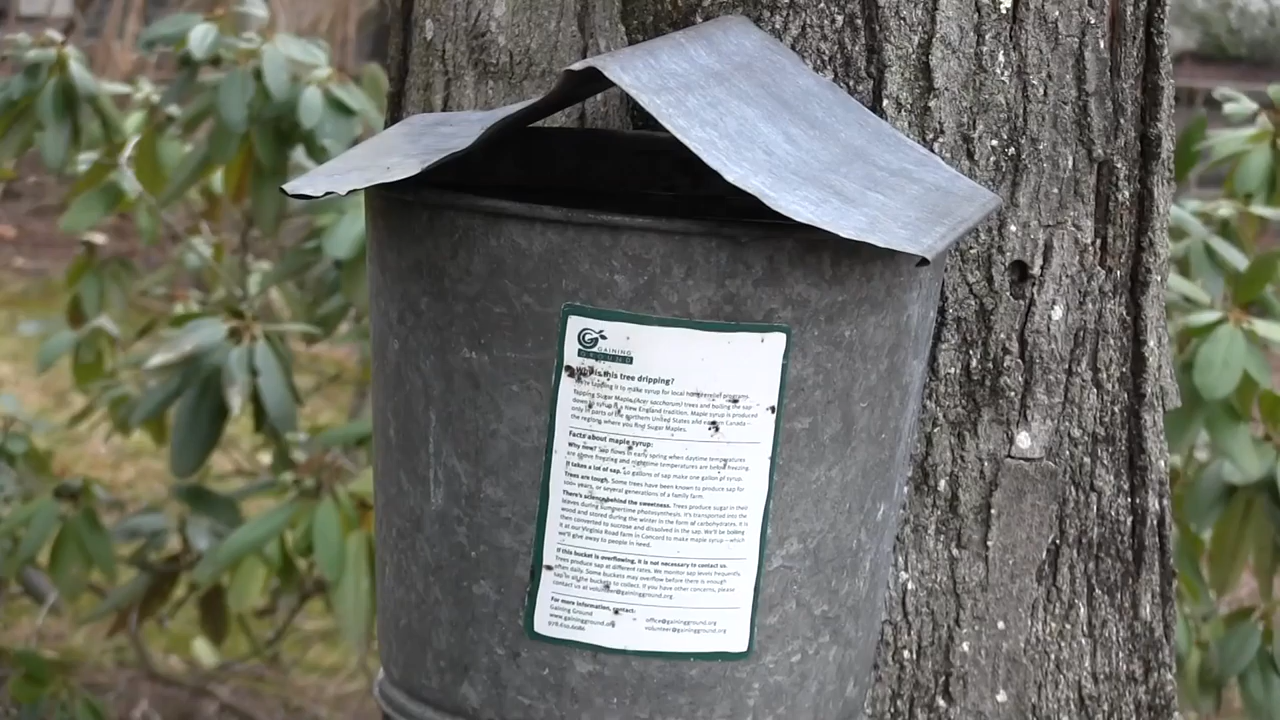 GAINING
GROUND
Why is this tree dripping?
We're tapping it to make syrup for local hunger relief programs.
Tapping Sugar Maple (Acer saccharum) trees and boiling the sap
down to syrup is a New England tradition. Maple syrup is produced
only in parts of the northern United States and eastern Canada –
the regions where you find Sugar Maples.
Facts about maple syrup:
Why now? Sap flows in early spring when daytime temperatures
are above freezing and nighttime temperatures are below freezing.
It takes a lot of sap. 40 gallons of sap make one gallon of syrup.
Trees are tough. Some trees have been known to produce sap for
100+ years, or several generations of a family farm.
There's science behind the sweetness. Trees produce sugar in their
leaves during summertime photosynthesis. It's transported into the
wood and stored during the winter in the form of carbohydrates. It is
then converted to sucrose and dissolved in the sap. We'll be boiling
it at our Virginia Road farm in Concord to make maple syrup – which
we'll give away to people in need.
If this bucket is overflowing, it is not necessary to contact us.
Trees produce sap at different rates. We monitor sap levels frequently,
often daily. Some buckets may overflow before there is enough
sap in all the buckets to collect. If you have other concerns, please
contact us at volunteer@gainingground.org
For more information, contact:
Gaining Ground
www.gainingground.org
office@gainingground.org
volunteer@gainingground.org